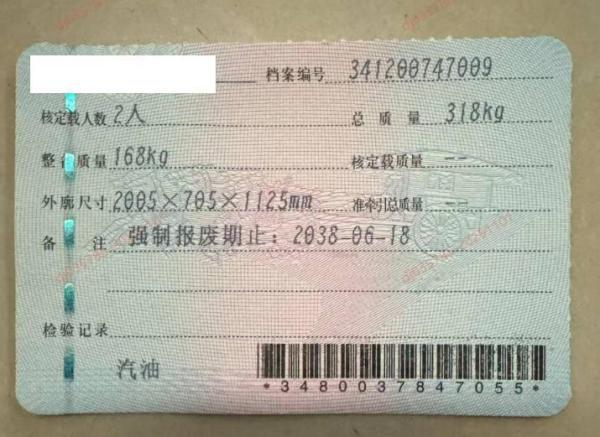 档案编号 341200747009
核定载人数 2人 总质量 318kg
整备质量 168kg 核定载质量 --
外廓尺寸 2005×705×1125mm 准牵引总质量 --
备注 强制报废期止：2038-06-18
检验记录
汽油
*3480037847055*